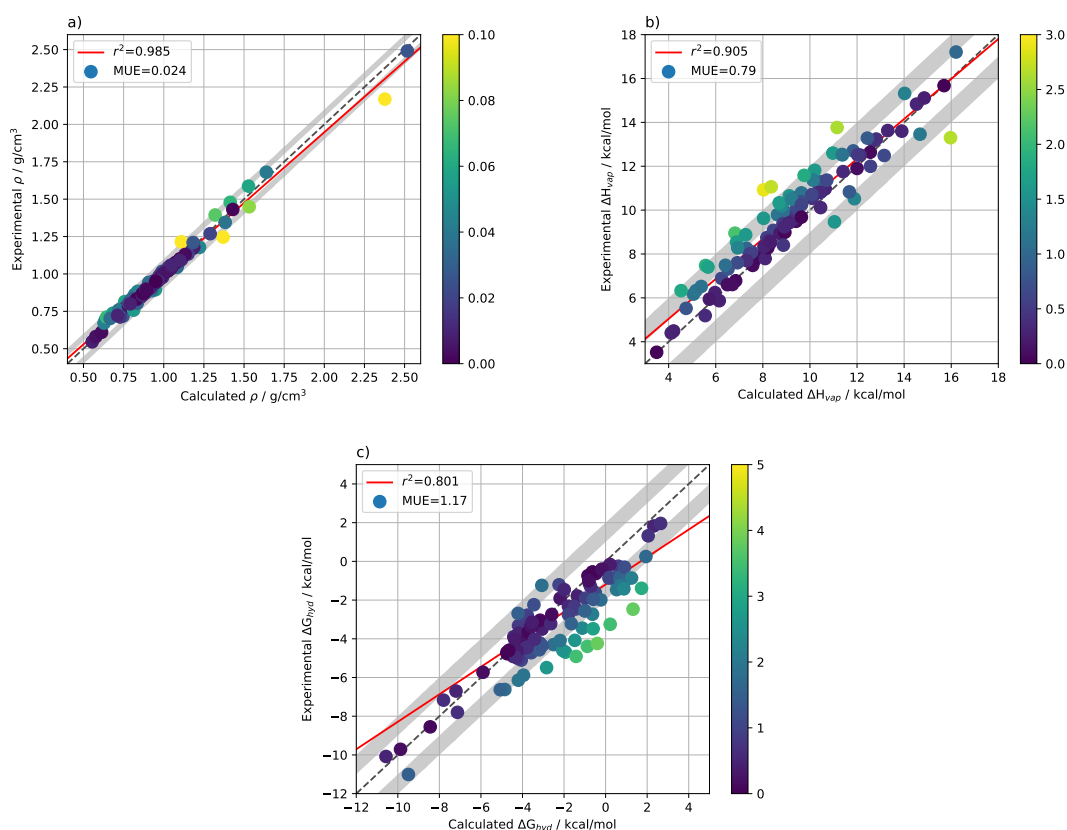 a)
r²=0.985
MUE=0.024
2.50
2.25
2.00
1.75
1.50
1.25
1.00
0.75
0.50
Experimental ρ / g/cm³
0.50 0.75 1.00 1.25 1.50 1.75 2.00 2.25 2.50
Calculated ρ / g/cm³
0.10
0.08
0.06
0.04
0.02
0.00
b)
r²=0.905
MUE=0.79
18
16
14
12
10
8
6
4
Experimental ΔHvap / kcal/mol
4 6 8 10 12 14 16 18
Calculated ΔHvap / kcal/mol
3.0
2.5
2.0
1.5
1.0
0.5
0.0
c)
r²=0.801
MUE=1.17
4
2
0
−2
−4
−6
−8
−10
−12
Experimental ΔGhyd / kcal/mol
−12 −10 −8 −6 −4 −2 0 2 4
Calculated ΔGhyd / kcal/mol
5
4
3
2
1
0